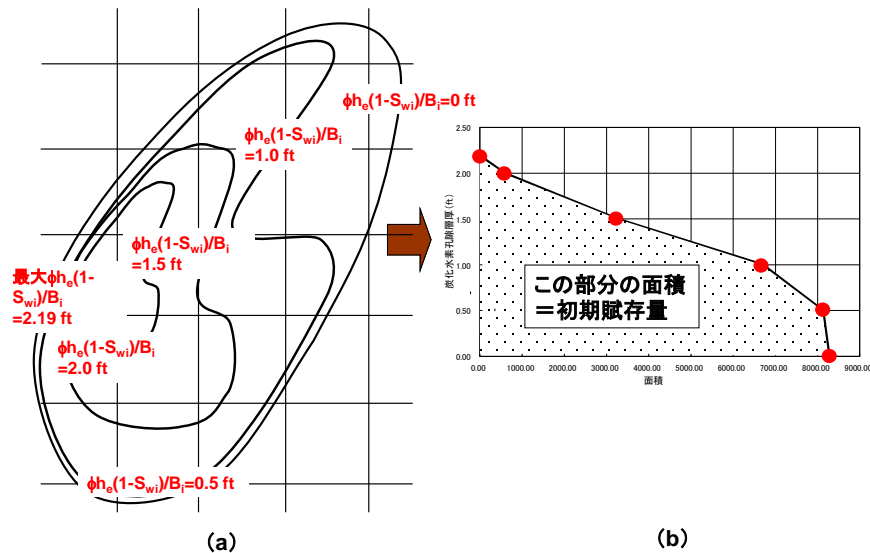 ϕhe(1-Swi)/Bi=0 ft
ϕhe(1-Swi)/Bi
=1.0 ft
ϕhe(1-Swi)/Bi
=1.5 ft
最大ϕhe(1-
Swi)/Bi
=2.19 ft
ϕhe(1-Swi)/Bi
=2.0 ft
ϕhe(1-Swi)/Bi=0.5 ft
(a)
2.50
2.00
1.50
1.00
0.50
0.00
炭化水素孔隙層厚(ft)
この部分の面積
=初期賦存量
0.00 1000.00 2000.00 3000.00 4000.00 5000.00 6000.00 7000.00 8000.00 9000.00
面積
(b)